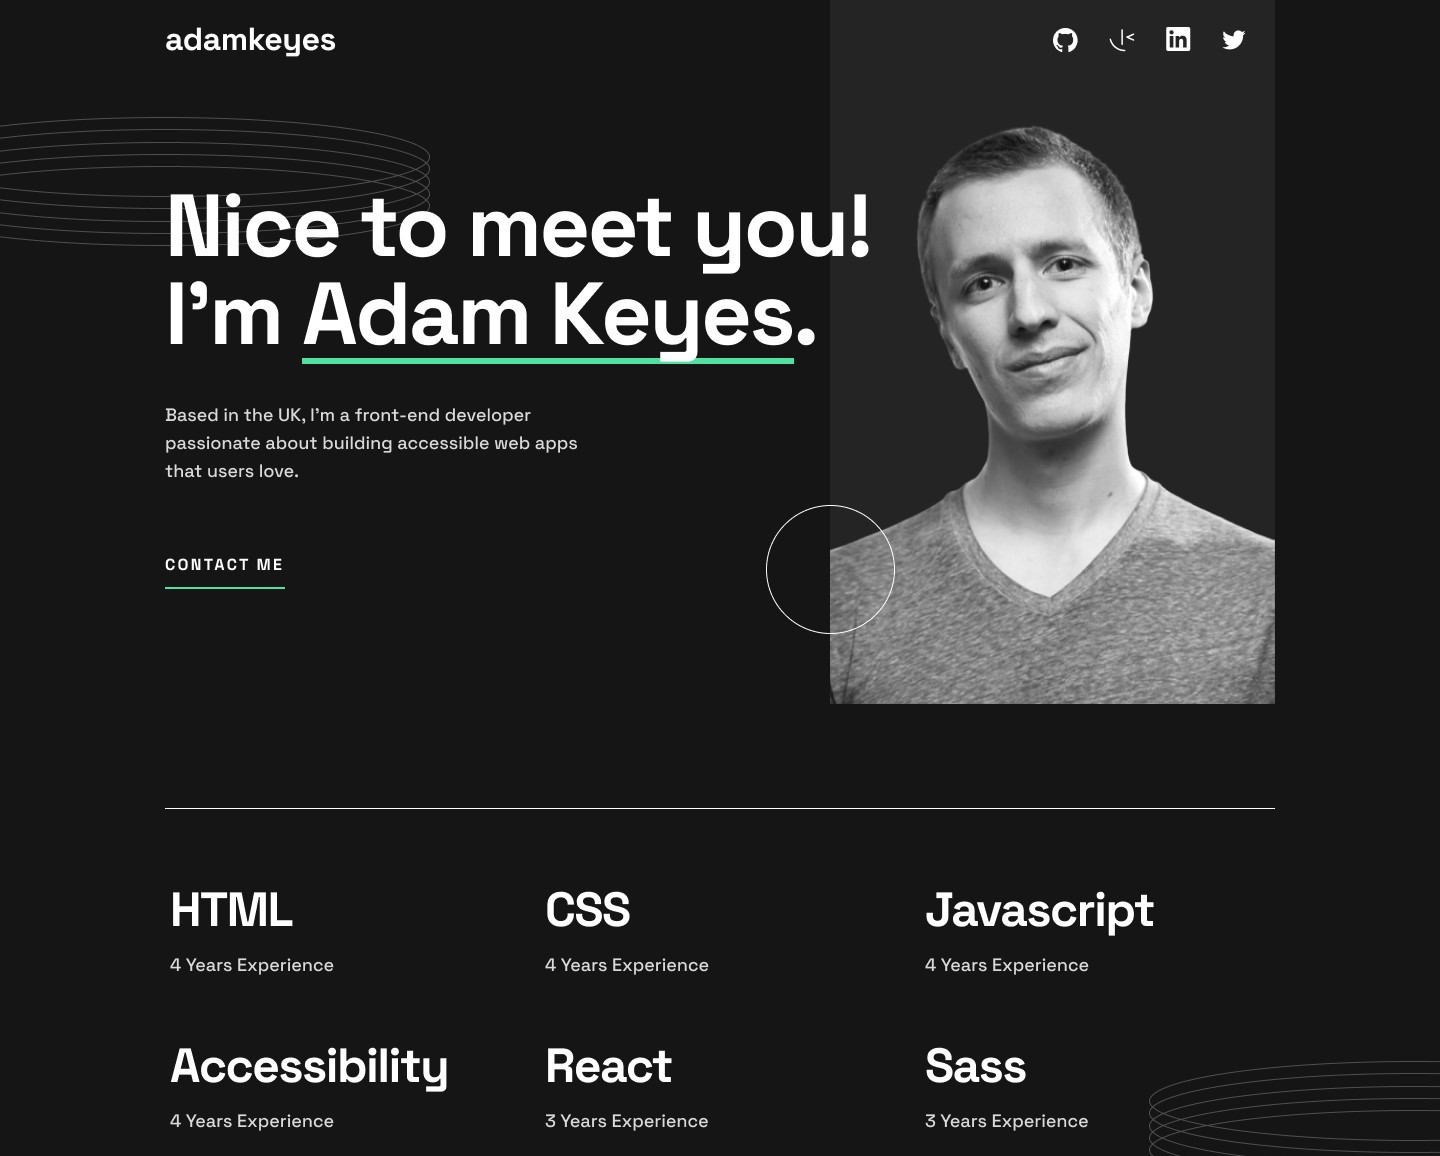 adamkeyes
Nice to meet you!
I’m Adam Keyes.
Based in the UK, I’m a front-end developer
passionate about building accessible web apps
that users love.
CONTACT ME
HTML
4 Years Experience
CSS
4 Years Experience
Javascript
4 Years Experience
Accessibility
4 Years Experience
React
3 Years Experience
Sass
3 Years Experience